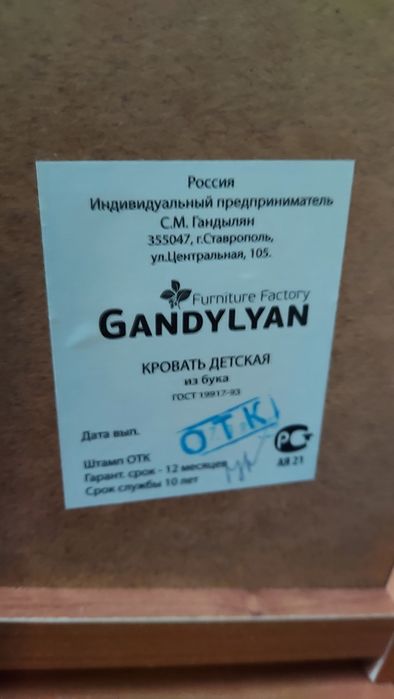 Россия
Индивидуальный предприниматель
С.М. Гандылян
355047, г.Ставрополь,
ул.Центральная, 105.
Furniture Factory
GANDYLYAN
КРОВАТЬ ДЕТСКАЯ
из бука
ГОСТ 19917-93
Дата вып.
ОТК
Штамп ОТК
Гарант. срок - 12 месяцев
Срок службы 10 лет
РС
АЯ 21